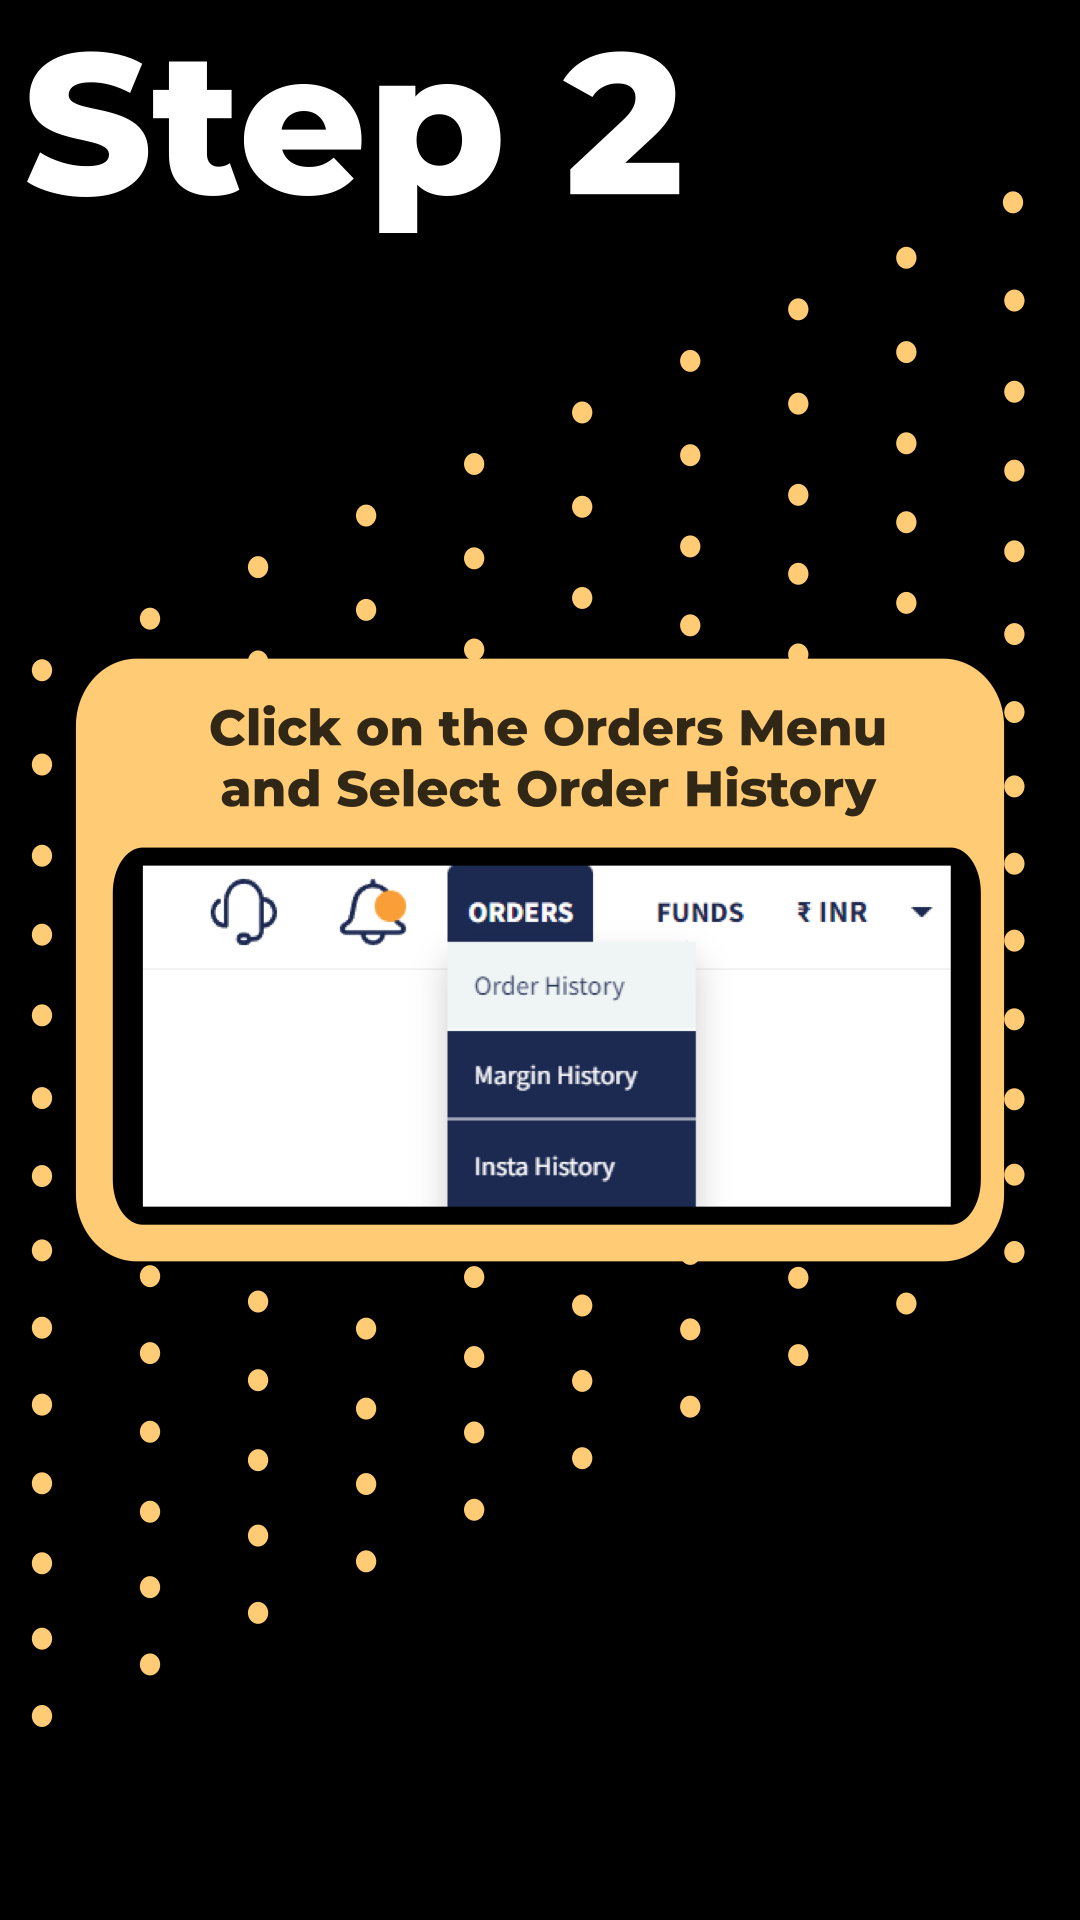 Step 2
Click on the Orders Menu
and Select Order History
ORDERS FUNDS ₹ INR
Order History
Margin History
Insta History